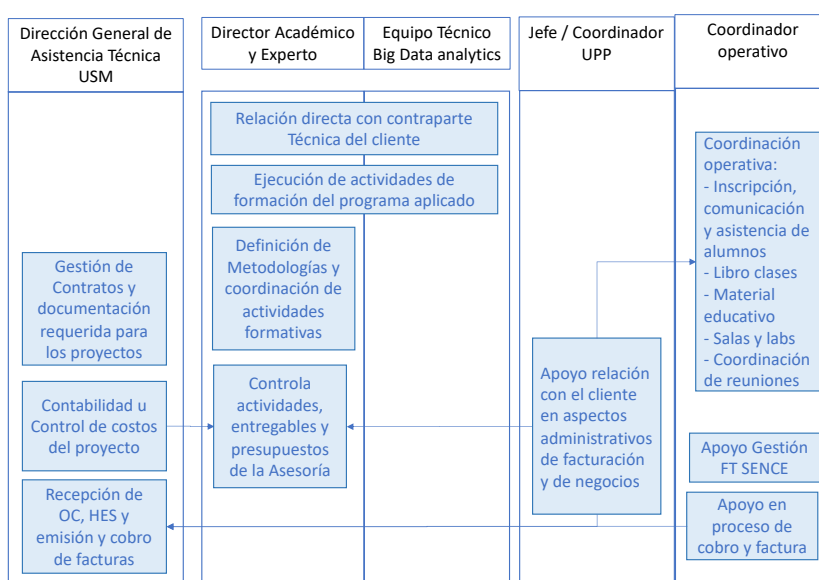 Dirección General de
Asistencia Técnica
USM
Director Académico
y Experto
Equipo Técnico
Big Data analytics
Jefe / Coordinador
UPP
Coordinador
operativo
Relación directa con contraparte
Técnica del cliente
Ejecución de actividades de
formación del programa aplicado
Gestión de
Contratos y
documentación
requerida para
los proyectos
Definición de
Metodologías y
coordinación de
actividades
formativas
Coordinación
operativa:
- Inscripción,
comunicación
y asistencia de
alumnos
- Libro clases
- Material
educativo
- Salas y labs
- Coordinación
de reuniones
Contabilidad u
Control de costos
del proyecto
Controla
actividades,
entregables y
presupuestos
de la Asesoría
Apoyo relación
con el cliente
en aspectos
administrativos
de facturación
y de negocios
Apoyo Gestión
FT SENCE
Recepción de
OC, HES y
emisión y cobro
de facturas
Apoyo en
proceso de
cobro y factura